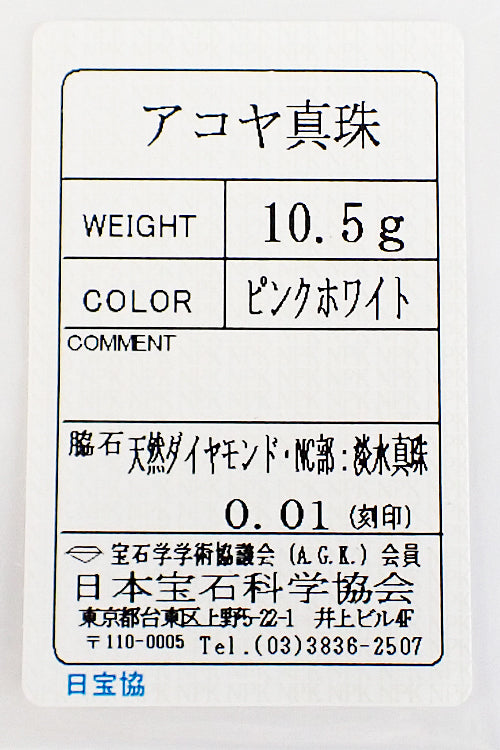 アコヤ真珠
WEIGHT 10.5g
COLOR ピンクホワイト
COMMENT
脇石 天然ダイヤモンド・NC部:淡水真珠
0.01 (刻印)
宝石学学術協議会 (A.G.K.) 会員
日本宝石科学協会
東京都台東区上野5-22-1 井上ビル4F
〒110-0005 Tel.(03)3836-2507
日宝協